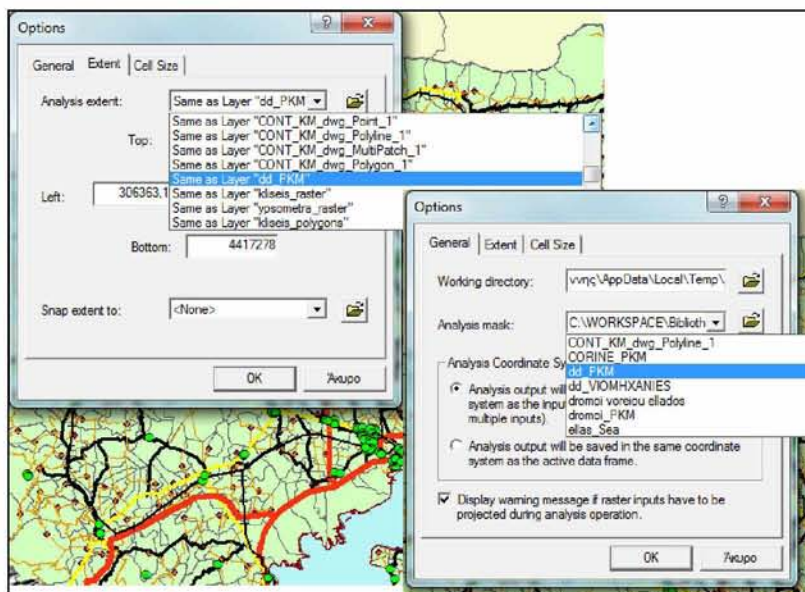 Options
General Extent Cell Size
Analysis extent: Same as Layer "dd_PKM
Same as Layer "CONT_KM_dwg_Point_1"
Same as Layer "CONT_KM_dwg_Polyline_1"
Same as Layer "CONT_KM_dwg_MultiPatch_1"
Same as Layer "CONT_KM_dwg_Polygon_1"
Same as Layer "dd_PKM"
Same as Layer "kliseis_raster"
Same as Layer "ypsometra_raster"
Same as Layer "kliseis_polygons"
Top:
Left: 306363,1
Bottom: 4417278
Snap extent to: <None>
OK Άκυρο
Options
General Extent Cell Size
Working directory: ννης\AppData\Local\Temp\
Analysis mask: C:\WORKSPACE\Biblioth
CONT_KM_dwg_Polyline_1
CORINE_PKM
dd_PKM
dd_VIOMHXANIES
dromoi voreiou ellados
dromoi_PKM
ellas_Sea
Analysis Coordinate Sy
Analysis output will
system as the inpu
multiple inputs).
Analysis output will be saved in the same coordinate
system as the active data frame.
Display warning message if raster inputs have to be
projected during analysis operation.
OK Άκυρο